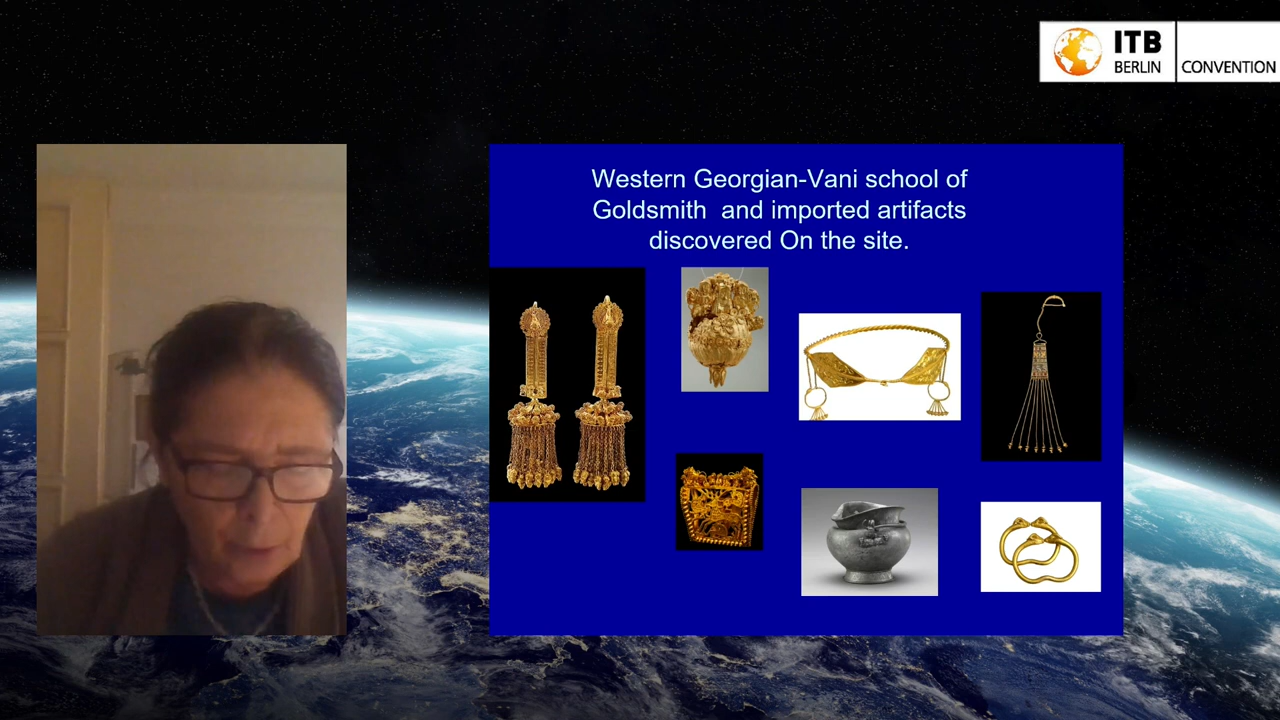 ITB
BERLIN
CONVENTION
Western Georgian-Vani school of
Goldsmith  and imported artifacts
discovered On the site.